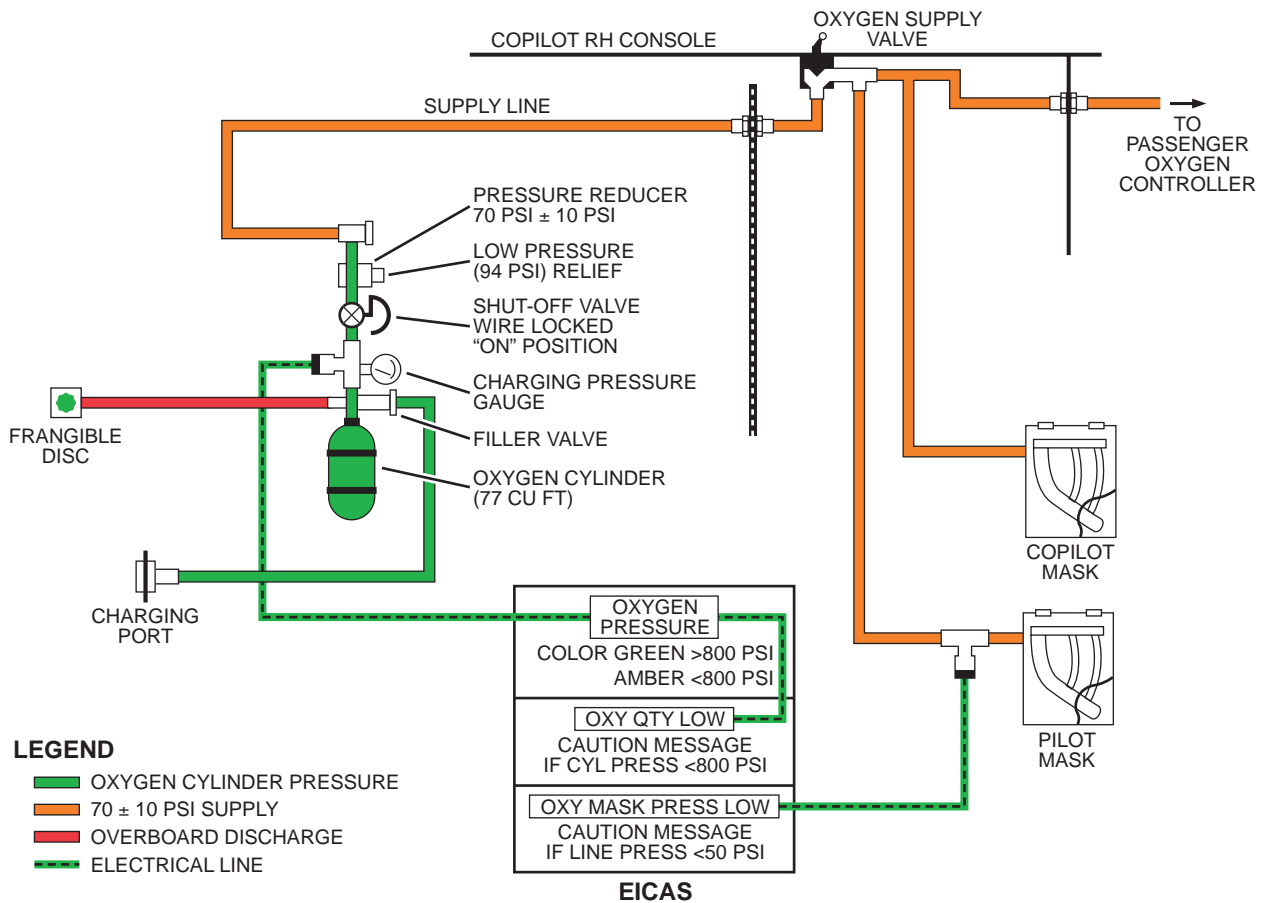 COPILOT RH CONSOLE
OXYGEN SUPPLY
VALVE
SUPPLY LINE
TO
PASSENGER
OXYGEN
CONTROLLER
PRESSURE REDUCER
70 PSI ± 10 PSI
LOW PRESSURE
(94 PSI) RELIEF
SHUT-OFF VALVE
WIRE LOCKED
“ON” POSITION
CHARGING PRESSURE
GAUGE
FILLER VALVE
FRANGIBLE
DISC
OXYGEN CYLINDER
(77 CU FT)
CHARGING
PORT
COPILOT
MASK
OXYGEN
PRESSURE
COLOR GREEN >800 PSI
AMBER <800 PSI
OXY QTY LOW
CAUTION MESSAGE
IF CYL PRESS <800 PSI
OXY MASK PRESS LOW
CAUTION MESSAGE
IF LINE PRESS <50 PSI
EICAS
PILOT
MASK
LEGEND
OXYGEN CYLINDER PRESSURE
70 ± 10 PSI SUPPLY
OVERBOARD DISCHARGE
ELECTRICAL LINE